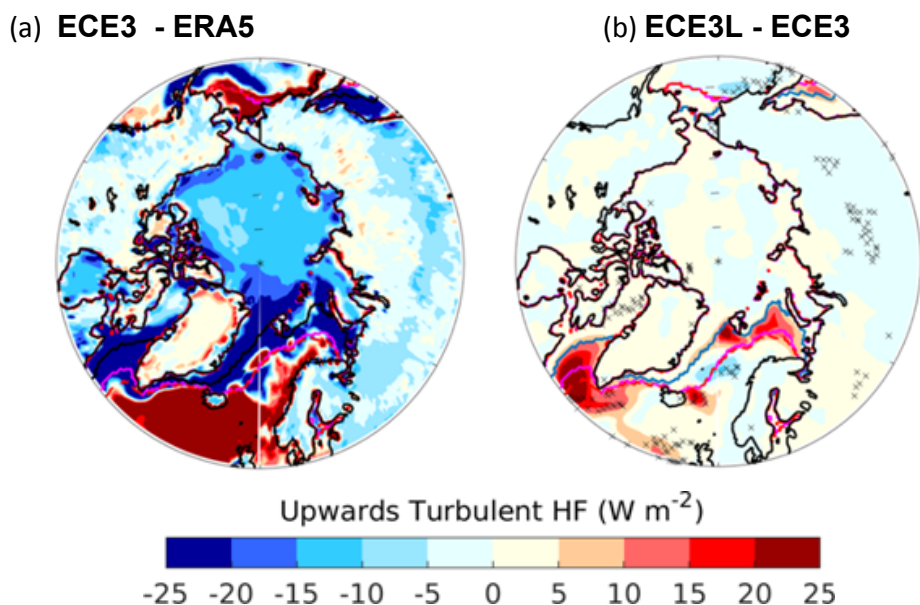 (a) ECE3 - ERA5
(b) ECE3L - ECE3
Upwards Turbulent HF (W m⁻²)
-25 -20 -15 -10 -5 0 5 10 15 20 25